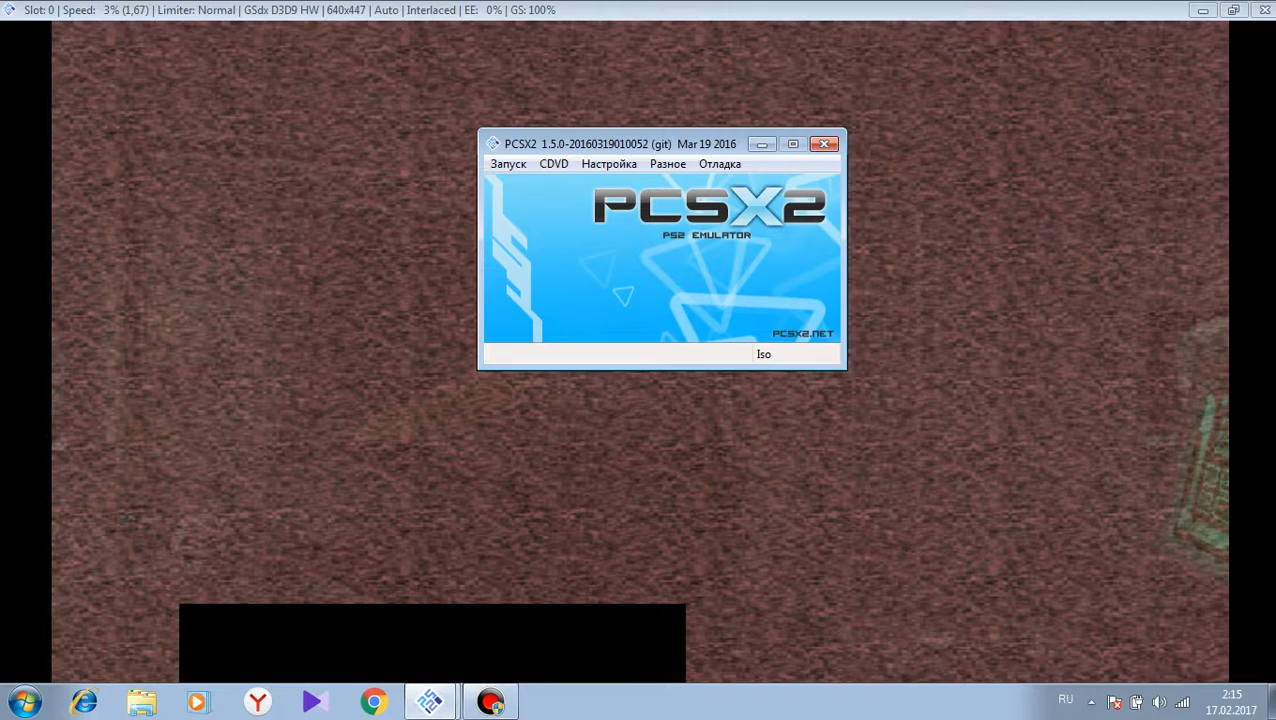 Slot: 0 | Speed: 3% (1,67) | Limiter: Normal | GSdx D3D9 HW | 640x447 | Auto | Interlaced | EE: 0% | GS: 100%
PCSX2 1.5.0-20160319010052 (git) Mar 19 2016
Запуск CDVD Настройка Разное Отладка
PCSX2
PS2 EMULATOR
PCSX2.NET
Iso
RU
2:15
17.02.2017